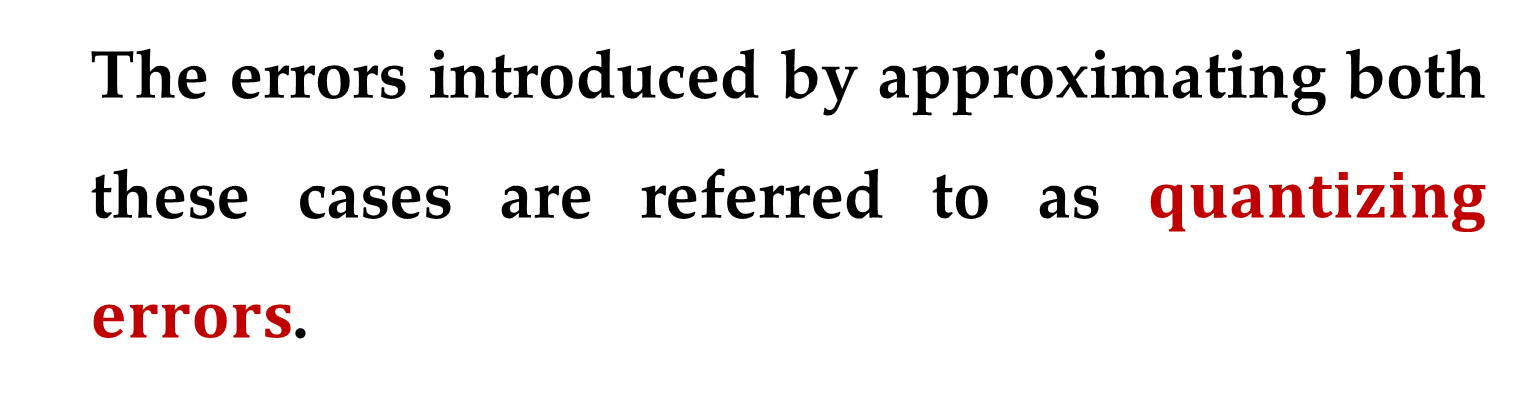 The errors introduced by approximating both
these cases are referred to as quantizing
errors.